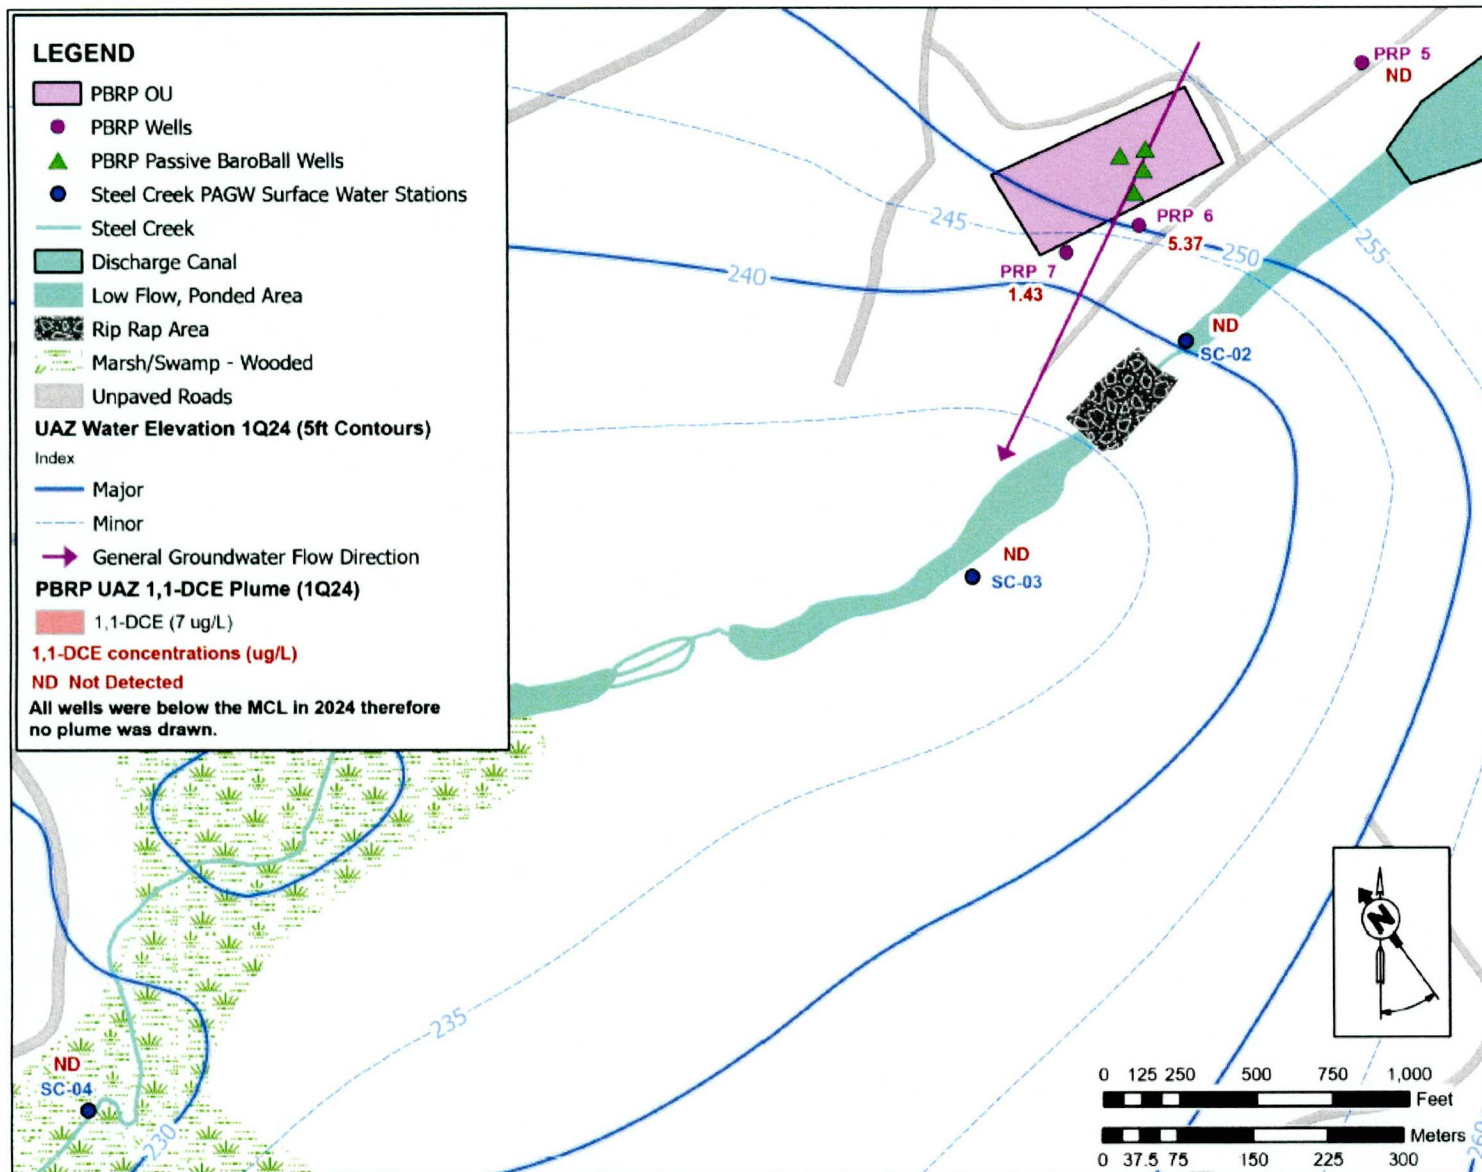 LEGEND
PBRP OU
PBRP Wells
PBRP Passive BaroBall Wells
Steel Creek PAGW Surface Water Stations
Steel Creek
Discharge Canal
Low Flow, Ponded Area
Rip Rap Area
Marsh/Swamp - Wooded
Unpaved Roads
UAZ Water Elevation 1Q24 (5ft Contours)
Index
Major
Minor
General Groundwater Flow Direction
PBRP UAZ 1,1-DCE Plume (1Q24)
1,1-DCE (7 ug/L)
1,1-DCE concentrations (ug/L)
ND Not Detected
All wells were below the MCL in 2024 therefore
no plume was drawn.
PRP 5
ND
245
PRP 6
5.37
250
255
240
PRP 7
1.43
ND
SC-02
ND
SC-03
235
ND
SC-04
230
N
0 125 250 500 750 1,000
Feet
Meters
0 37.5 75 150 225 300
260